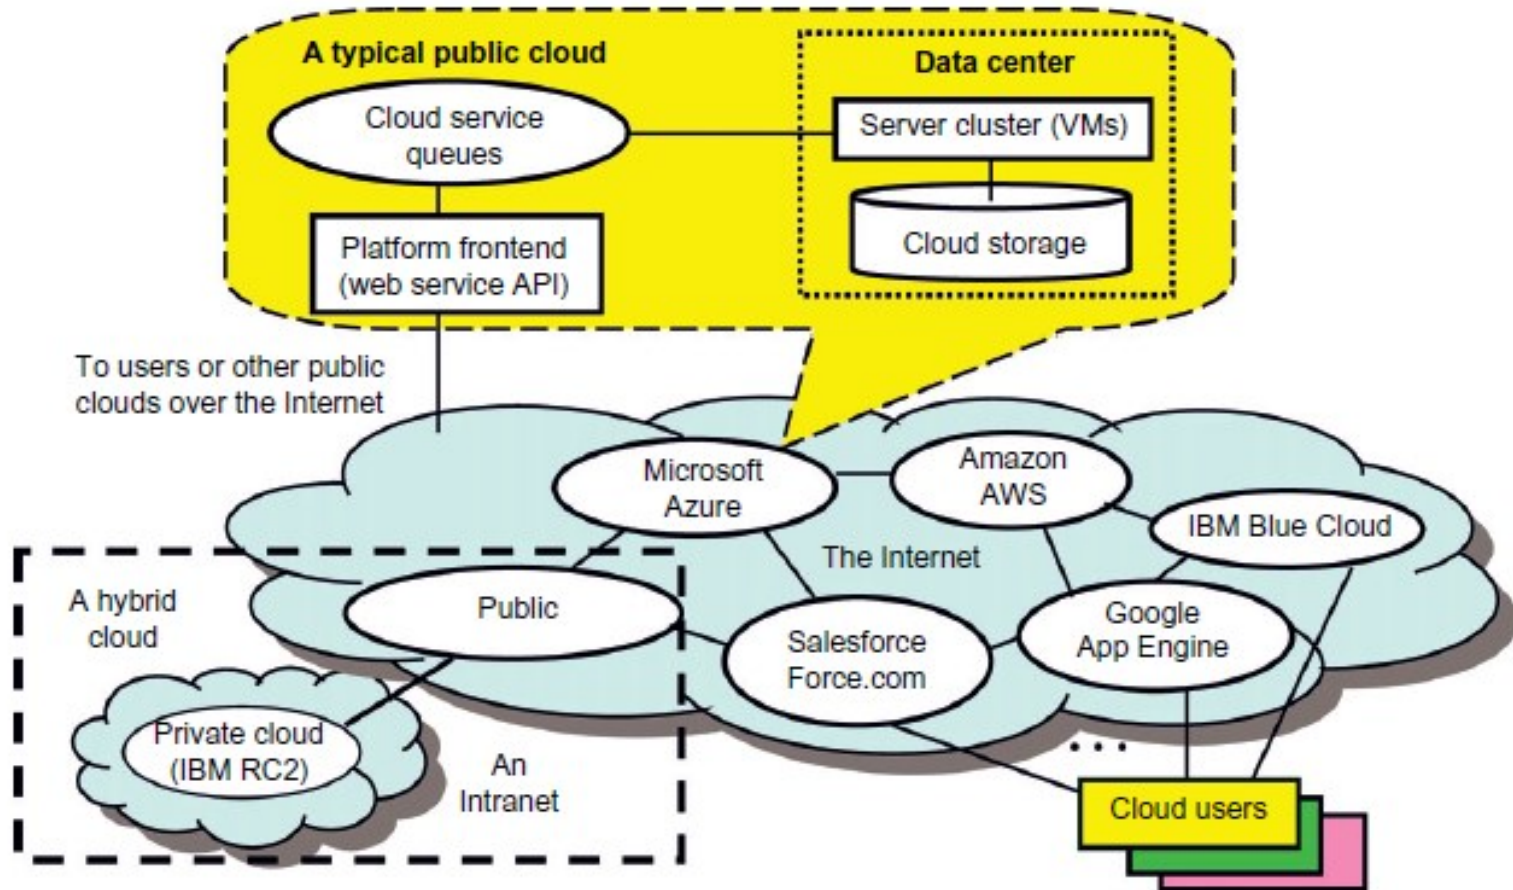 A typical public cloud
Data center
Cloud service
queues
Server cluster (VMs)
Platform frontend
(web service API)
Cloud storage
To users or other public
clouds over the Internet
Microsoft
Azure
Amazon
AWS
IBM Blue Cloud
The Internet
A hybrid
cloud
Public
Salesforce
Force.com
Google
App Engine
Private cloud
(IBM RC2)
An
Intranet
...
Cloud users